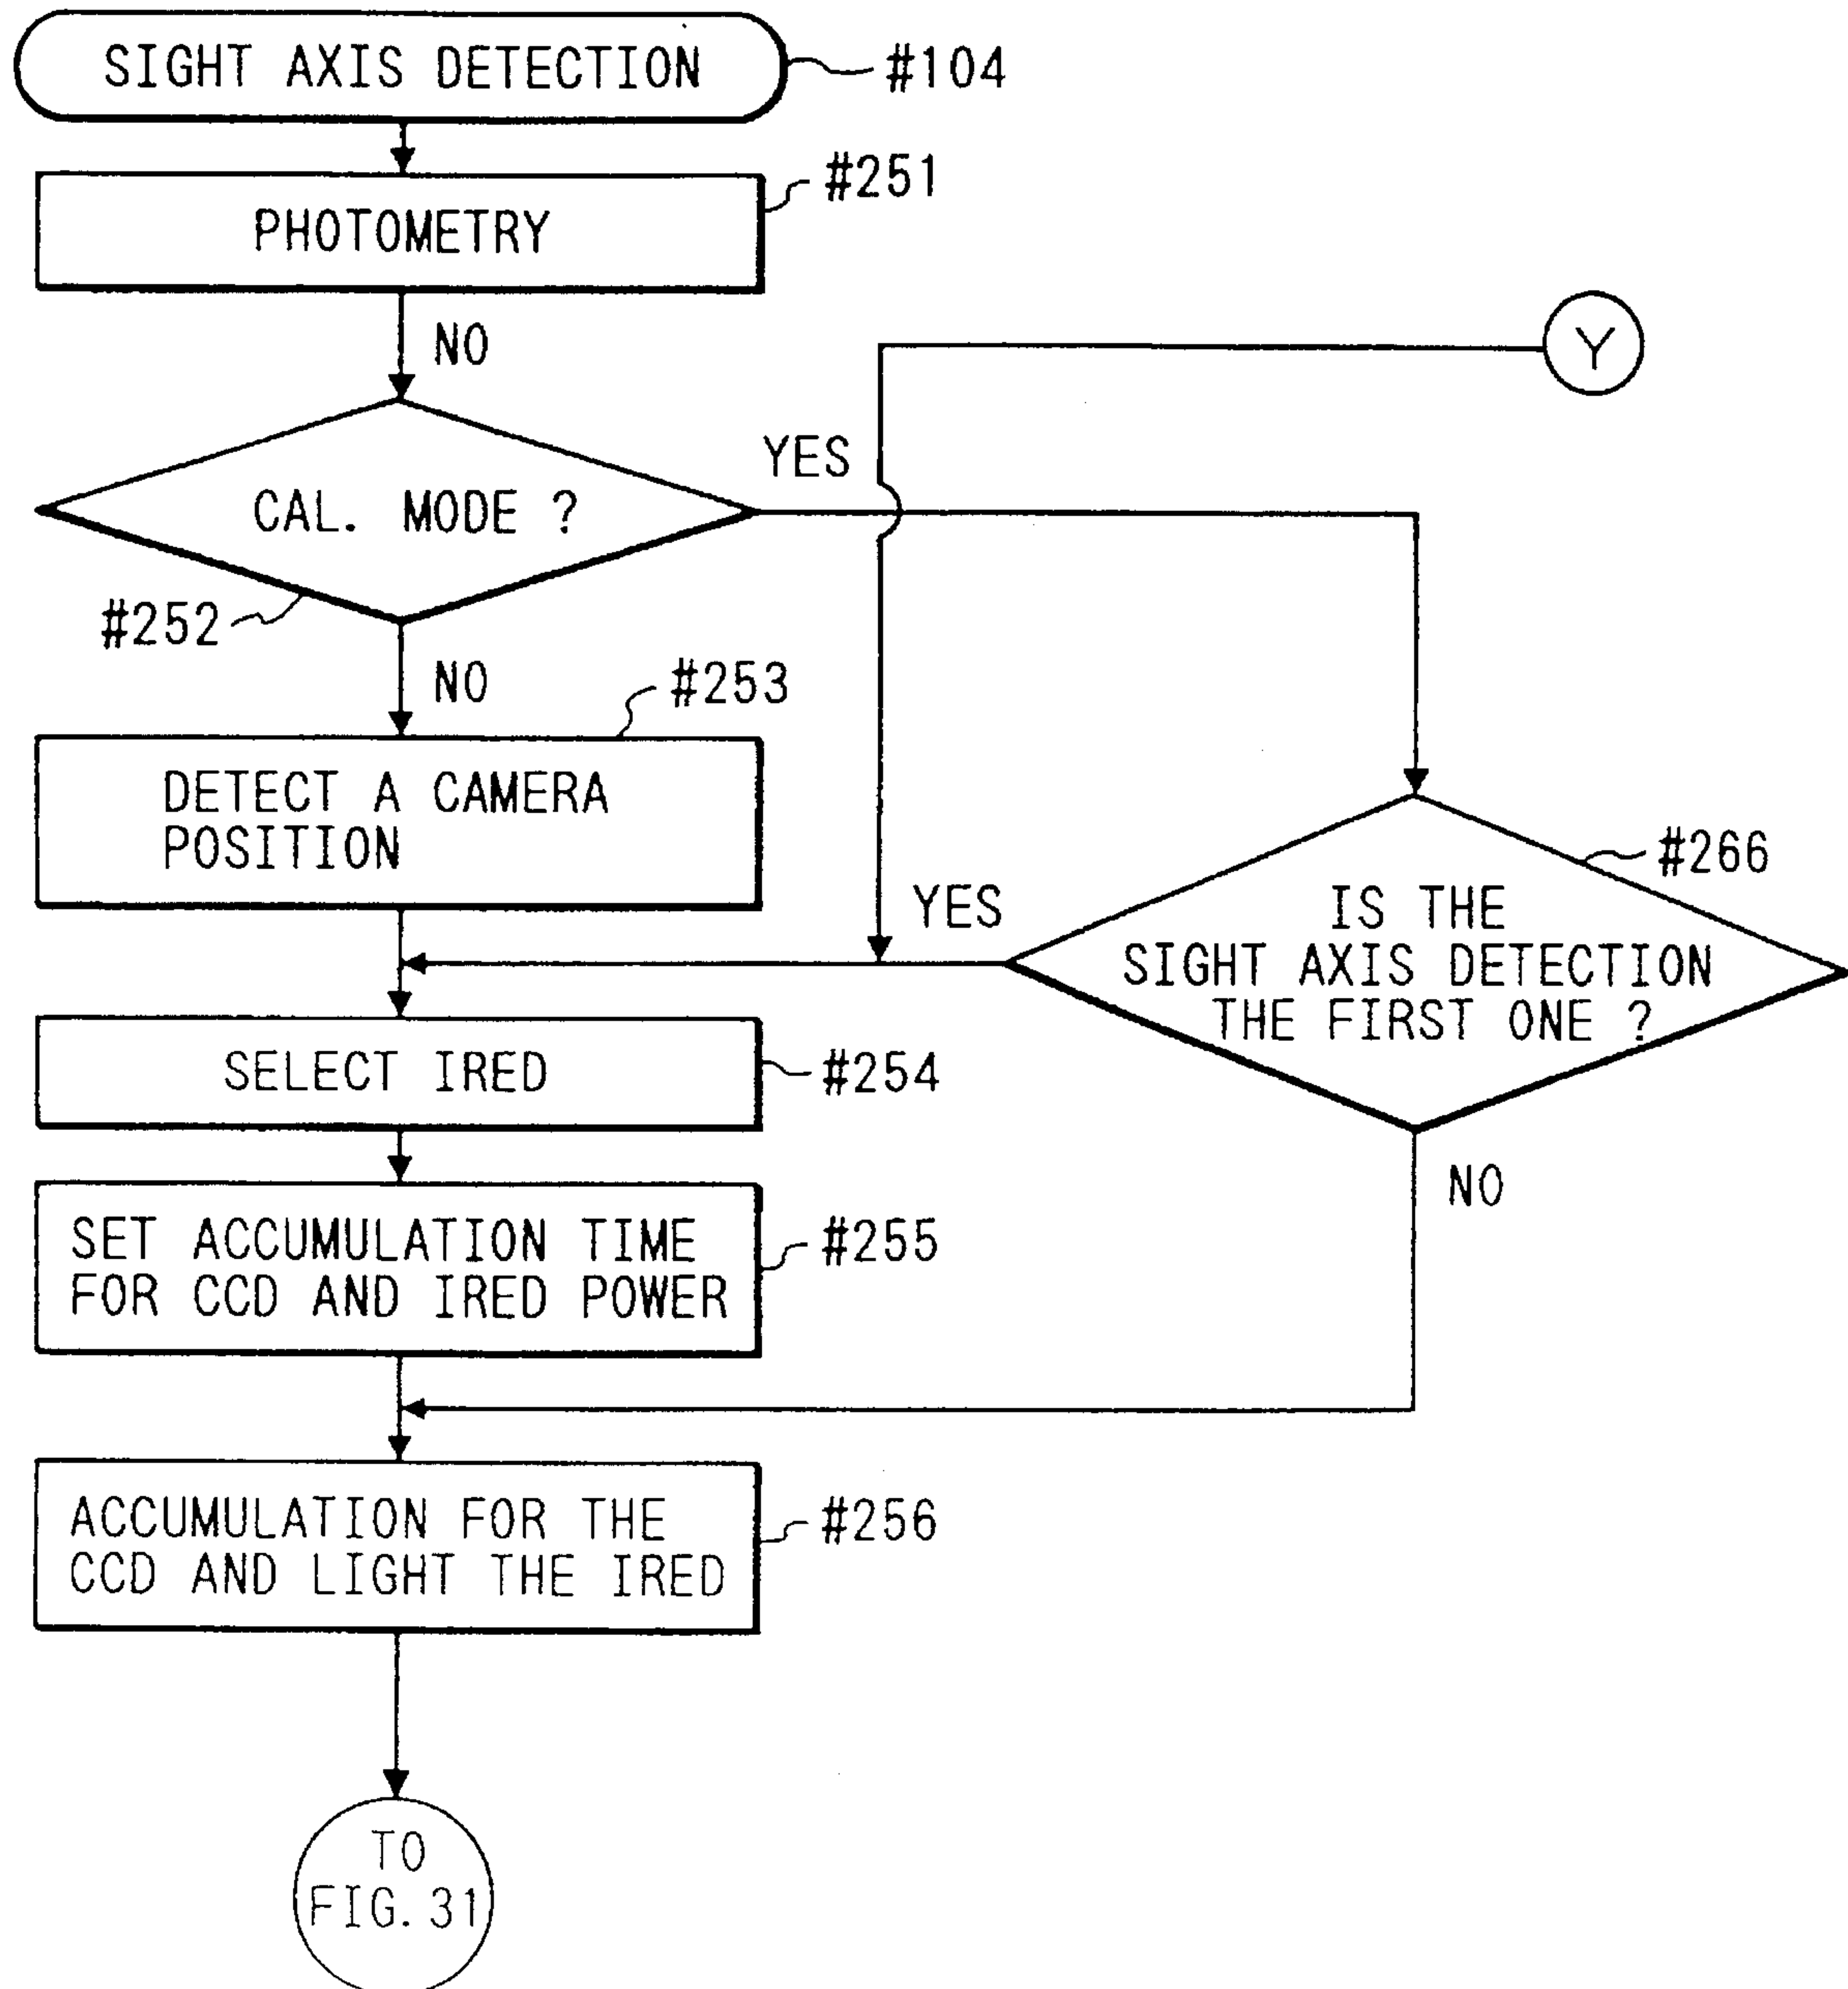 SIGHT AXIS DETECTION
#104
#251
PHOTOMETRY
NO
Y
YES
CAL. MODE ?
#252
NO
#253
DETECT A CAMERA
POSITION
#266
YES
IS THE
SIGHT AXIS DETECTION
THE FIRST ONE ?
SELECT IRED
#254
NO
SET ACCUMULATION TIME
FOR CCD AND IRED POWER
#255
ACCUMULATION FOR THE
CCD AND LIGHT THE IRED
#256
TO
FIG. 31